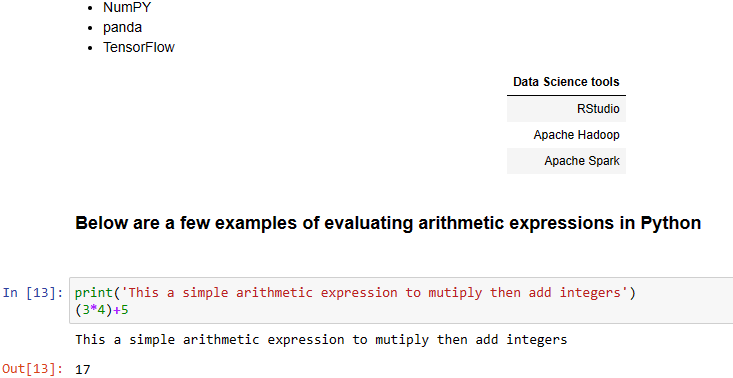 NumPY
panda
TensorFlow
Data Science tools
RStudio
Apache Hadoop
Apache Spark
Below are a few examples of evaluating arithmetic expressions in Python
In [13]: print('This a simple arithmetic expression to mutiply then add integers')
(3*4)+5
This a simple arithmetic expression to mutiply then add integers
Out[13]: 17